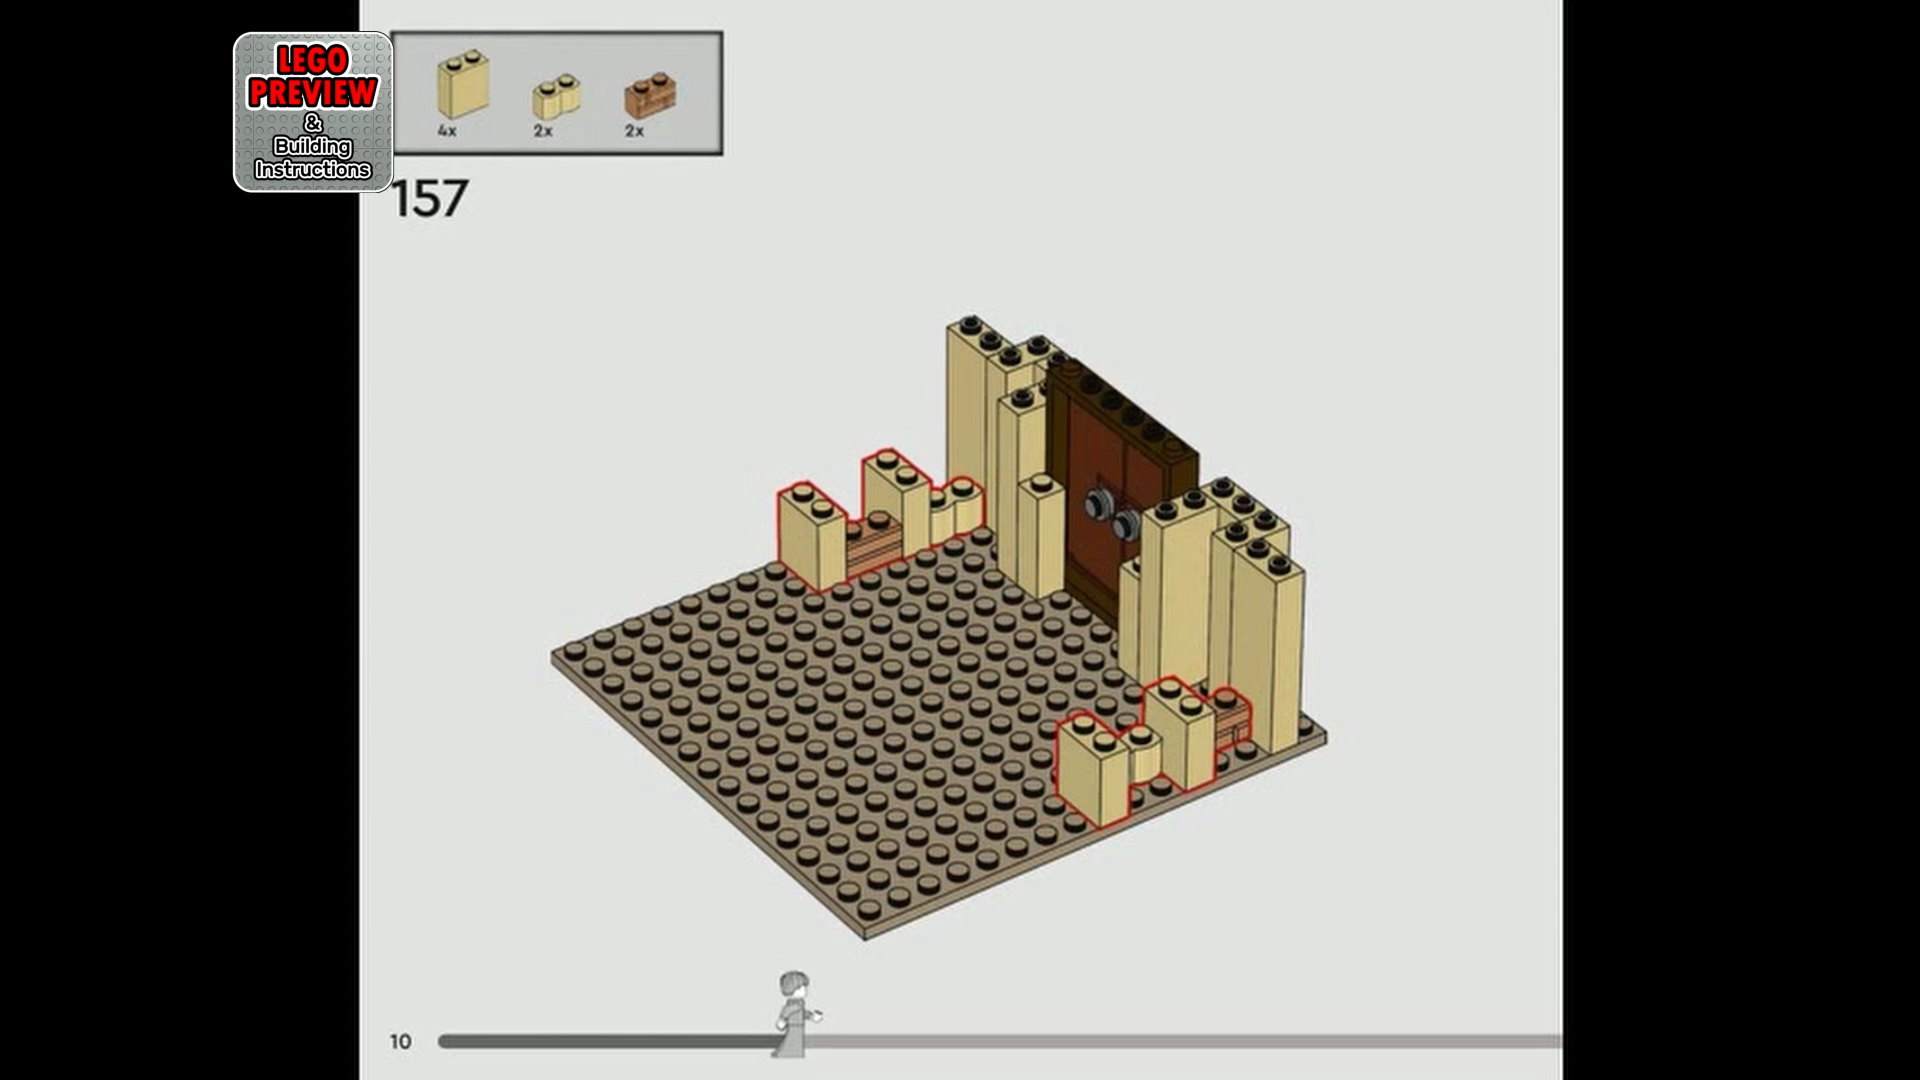 LEGO
PREVIEW
&
Building
Instructions
4x
2x
2x
157
10